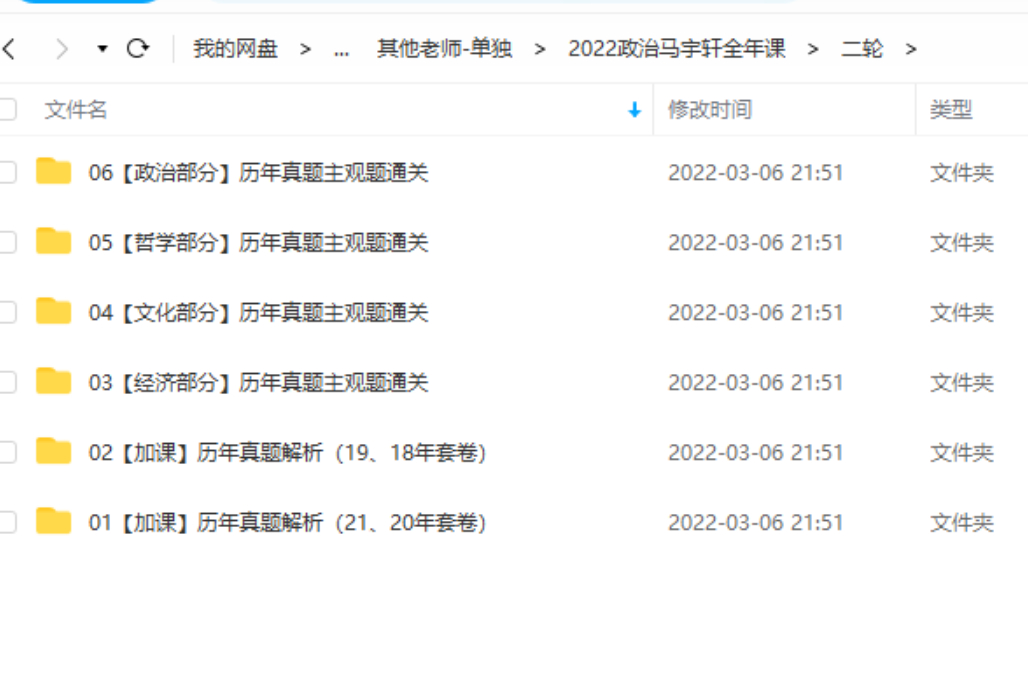 我的网盘 > ... 其他老师-单独 > 2022政治马宇轩全年课 > 二轮 >
文件名 修改时间 类型
06【政治部分】历年真题主观题通关 2022-03-06 21:51 文件夹
05【哲学部分】历年真题主观题通关 2022-03-06 21:51 文件夹
04【文化部分】历年真题主观题通关 2022-03-06 21:51 文件夹
03【经济部分】历年真题主观题通关 2022-03-06 21:51 文件夹
02【加课】历年真题解析（19、18年套卷） 2022-03-06 21:51 文件夹
01【加课】历年真题解析（21、20年套卷） 2022-03-06 21:51 文件夹